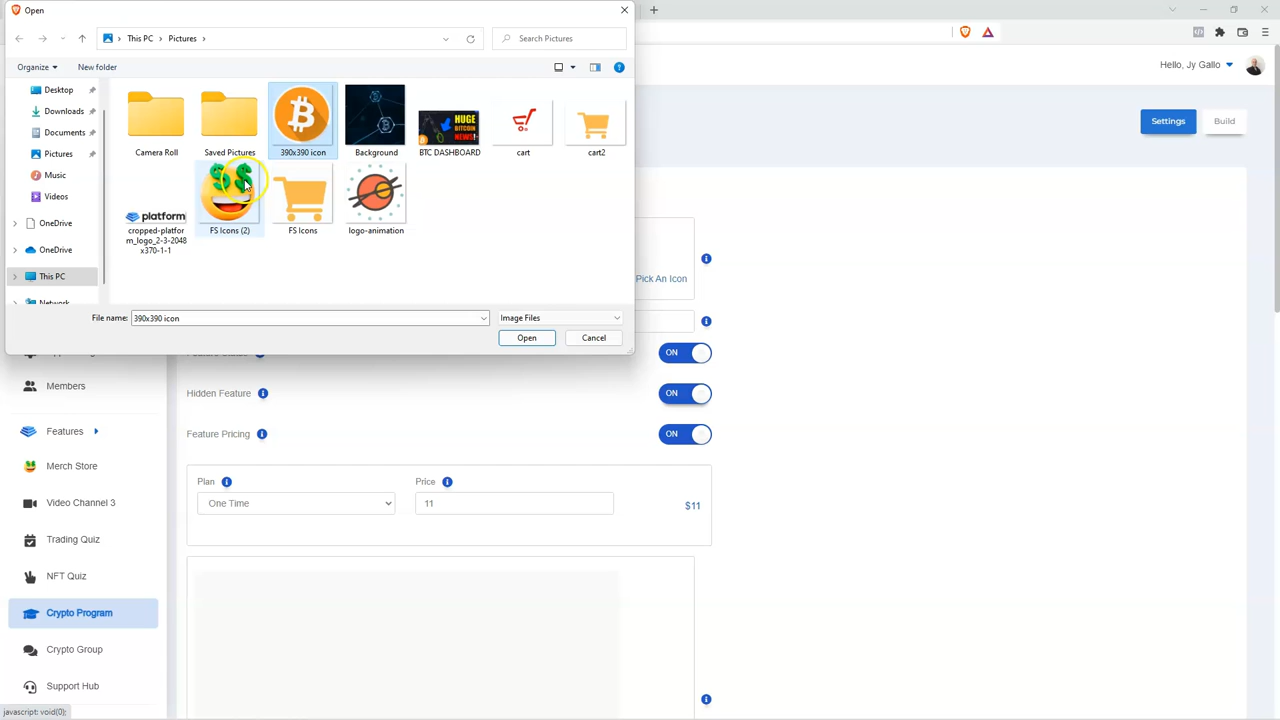 Open
This PC
Pictures
Search Pictures
Organize
New folder
Hello, Jy Gallo
Settings
Build
Desktop
Downloads
Documents
Pictures
Music
Videos
OneDrive
OneDrive
This PC
Network
HUGE
BITCOIN
NEWS!
Camera Roll
Saved Pictures
390x390 icon
Background
BTC DASHBOARD
cart
cart2
platform
cropped-platfor
m_logo_2-3-2048
x370-1-1
FS Icons (2)
FS Icons
logo-animation
File name:
390x390 icon
Image Files
Open
Cancel
Pick An Icon
ON
Hidden Feature
ON
Feature Pricing
ON
Plan
Price
One Time
11
$11
Members
Features
Merch Store
Video Channel 3
Trading Quiz
NFT Quiz
Crypto Program
Crypto Group
Support Hub
javascript: void(0);